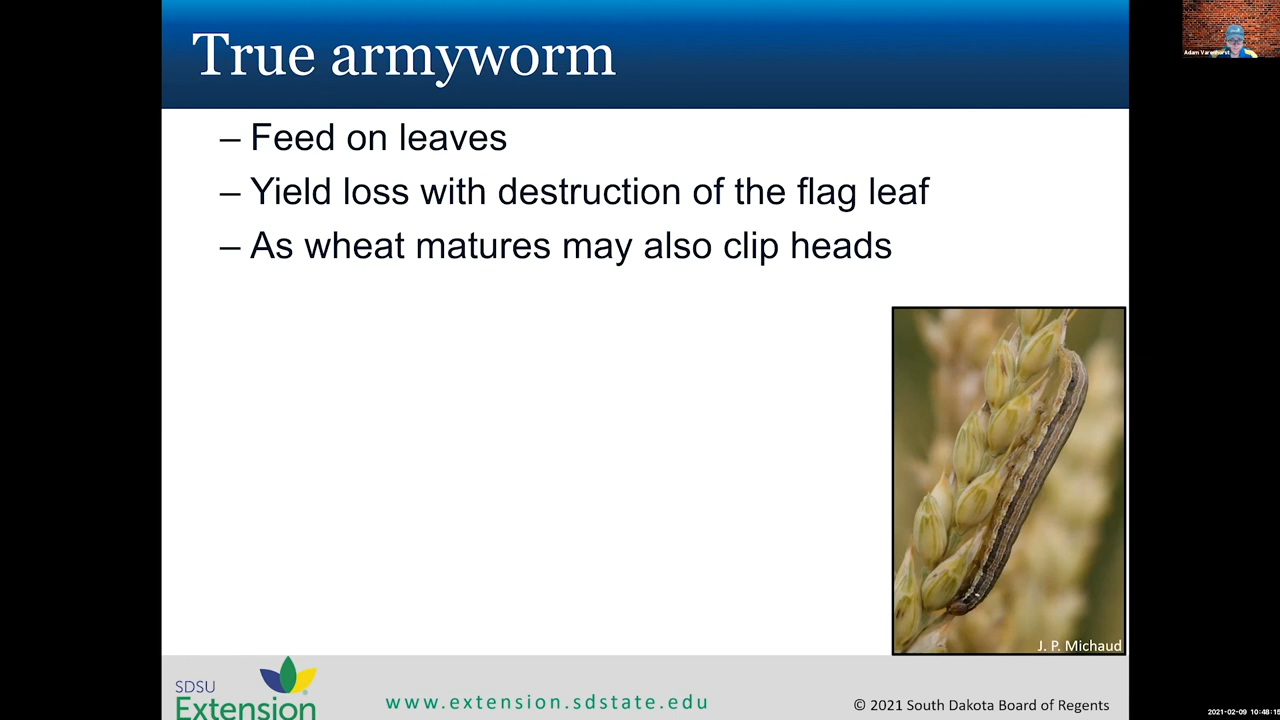 True armyworm
Adam Varenhorst
– Feed on leaves
– Yield loss with destruction of the flag leaf
– As wheat matures may also clip heads
J. P. Michaud
SDSU
Extension
www.extension.sdstate.edu
© 2021 South Dakota Board of Regents
2021-02-09 10:48:15